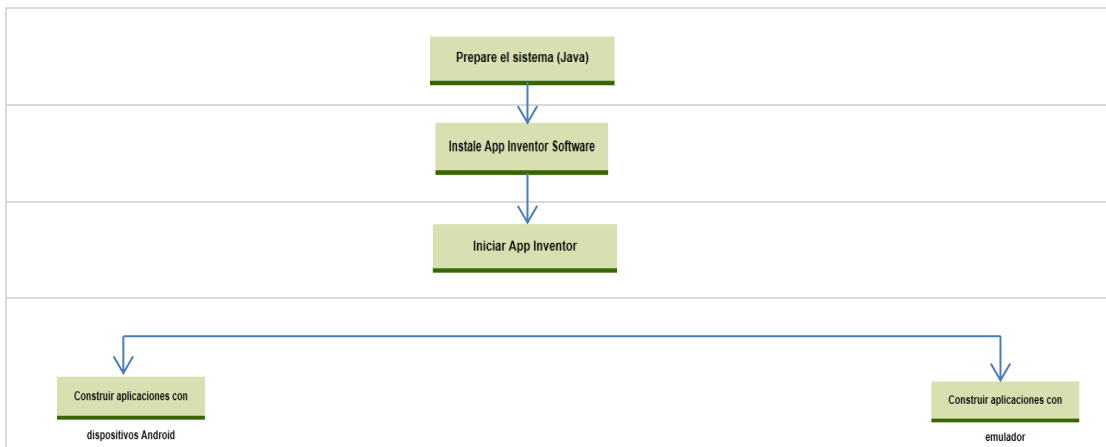 Prepare el sistema (Java)
Instale App Inventor Software
Iniciar App Inventor
Construir aplicaciones con
dispositivos Android
Construir aplicaciones con
emulador